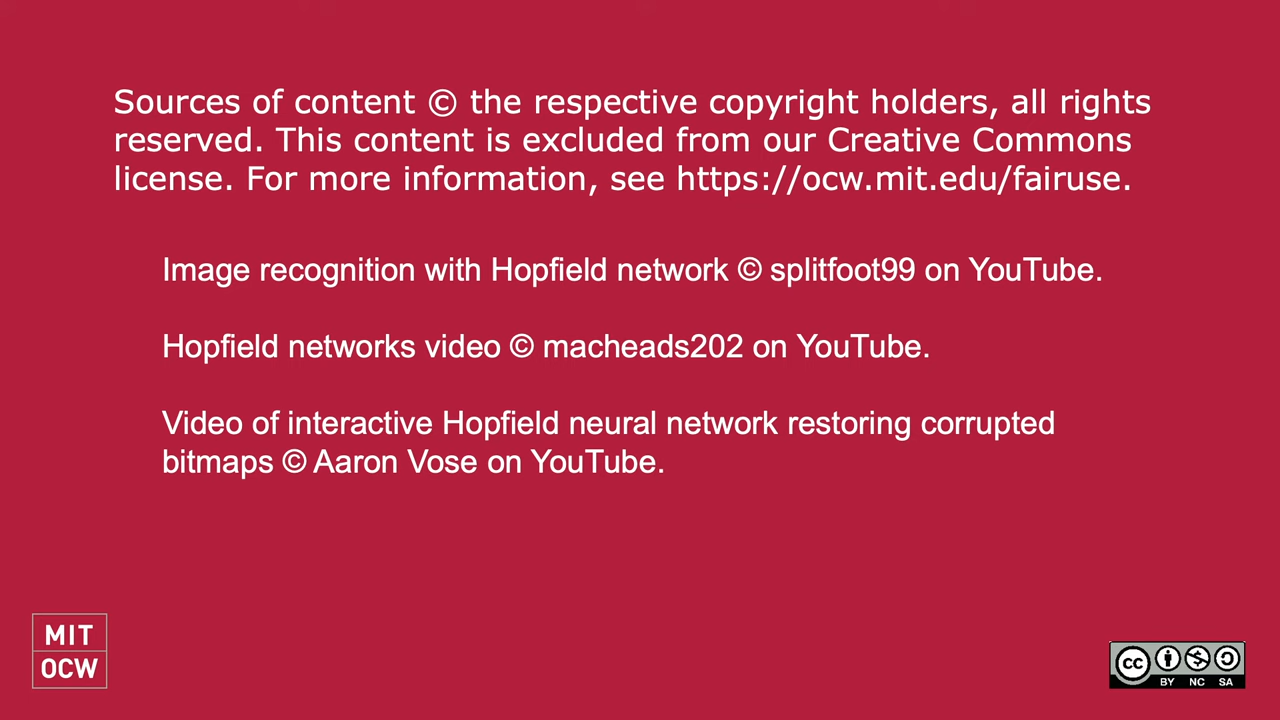 Sources of content © the respective copyright holders, all rights
reserved. This content is excluded from our Creative Commons
license. For more information, see https://ocw.mit.edu/fairuse.
Image recognition with Hopfield network © splitfoot99 on YouTube.
Hopfield networks video © macheads202 on YouTube.
Video of interactive Hopfield neural network restoring corrupted
bitmaps © Aaron Vose on YouTube.
MIT
OCW
cc
BY NC SA